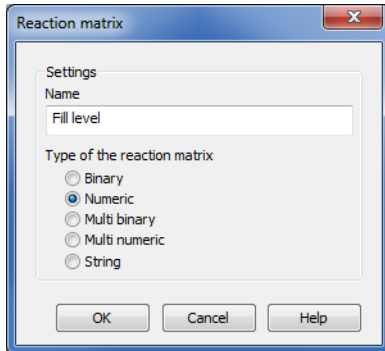 Reaction matrix
Settings
Name
Fill level
Type of the reaction matrix
Binary
Numeric
Multi binary
Multi numeric
String
OK Cancel Help